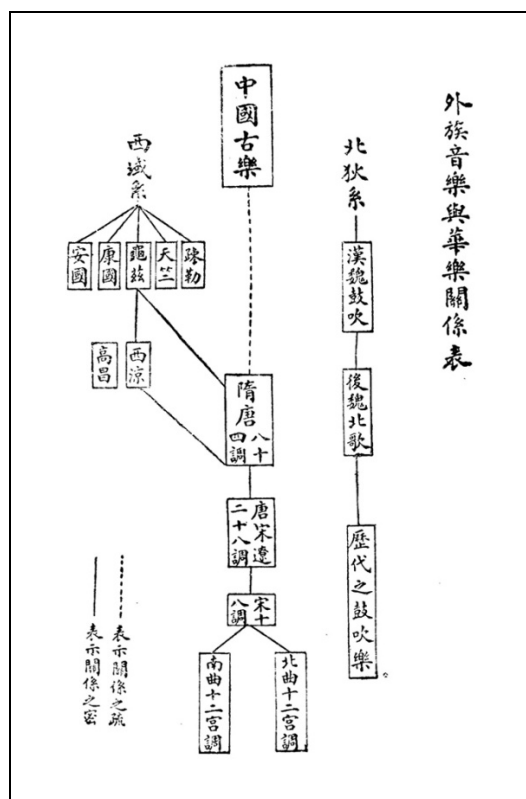 外族音樂與華樂關係表
北狄系
漢魏鼓吹
後魏北歌
歷代之鼓吹樂。
中國古樂
隋唐八十四調
唐宋遼二十八調
宋十八調
北曲十二宮調
南曲十二宮調
西域系
疎勒
天竺
龜茲
康國
安國
西涼
高昌
表示關係之疏
表示關係之密